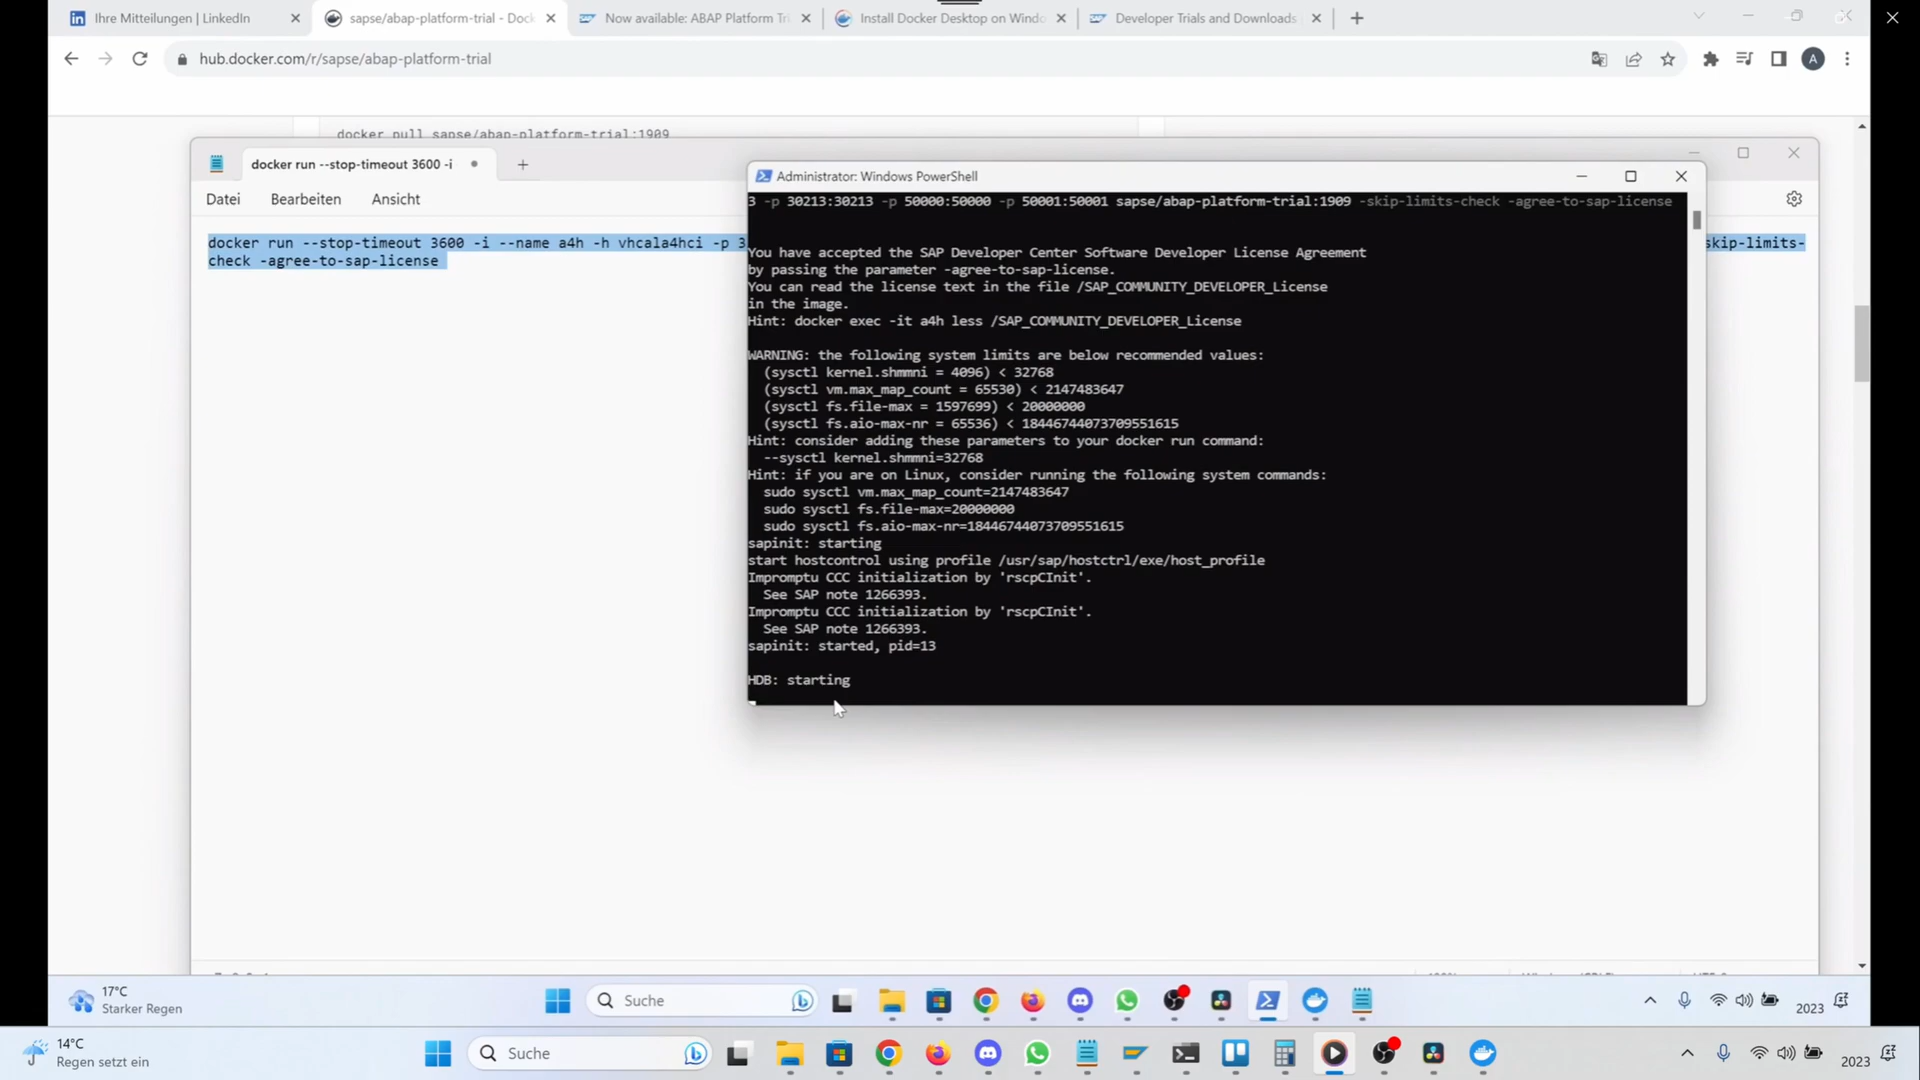 Ihre Mitteilungen | LinkedIn
sapse/abap-platform-trial - Dock
Now available: ABAP Platform Tri
Install Docker Desktop on Windo
Developer Trials and Downloads
hub.docker.com/r/sapse/abap-platform-trial
A
docker pull sapse/abap-platform-trial:1909
docker run --stop-timeout 3600 -i
Datei Bearbeiten Ansicht
docker run --stop-timeout 3600 -i --name a4h -h vhcala4hci -p 3
skip-limits-
check -agree-to-sap-license
Administrator: Windows PowerShell
3 -p 30213:30213 -p 50000:50000 -p 50001:50001 sapse/abap-platform-trial:1909 -skip-limits-check -agree-to-sap-license
You have accepted the SAP Developer Center Software Developer License Agreement
by passing the parameter -agree-to-sap-license.
You can read the license text in the file /SAP_COMMUNITY_DEVELOPER_License
in the image.
Hint: docker exec -it a4h less /SAP_COMMUNITY_DEVELOPER_License
WARNING: the following system limits are below recommended values:
(sysctl kernel.shmmni = 4096) < 32768
(sysctl vm.max_map_count = 65530) < 2147483647
(sysctl fs.file-max = 1597699) < 20000000
(sysctl fs.aio-max-nr = 65536) < 18446744073709551615
Hint: consider adding these parameters to your docker run command:
--sysctl kernel.shmmni=32768
Hint: if you are on Linux, consider running the following system commands:
sudo sysctl vm.max_map_count=2147483647
sudo sysctl fs.file-max=20000000
sudo sysctl fs.aio-max-nr=18446744073709551615
sapinit: starting
start hostcontrol using profile /usr/sap/hostctrl/exe/host_profile
Impromptu CCC initialization by 'rscpCInit'.
See SAP note 1266393.
Impromptu CCC initialization by 'rscpCInit'.
See SAP note 1266393.
sapinit: started, pid=13
HDB: starting
17°C
Starker Regen
Suche
2023
14°C
Regen setzt ein
Suche
2023